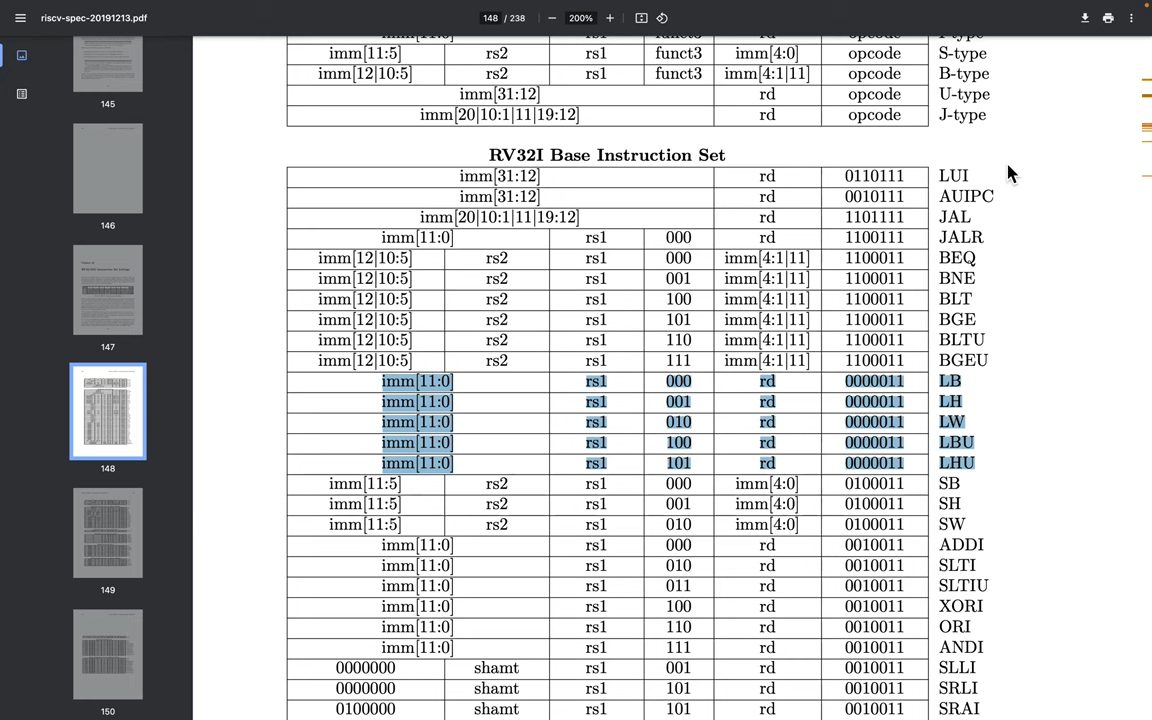 riscv-spec-20191213.pdf 148 / 238 200%
imm[11:5] rs2 rs1 funct3 imm[4:0] opcode S-type
imm[12|10:5] rs2 rs1 funct3 imm[4:1|11] opcode B-type
imm[31:12] rd opcode U-type
imm[20|10:1|11|19:12] rd opcode J-type
RV32I Base Instruction Set
imm[31:12] rd 0110111 LUI
imm[31:12] rd 0010111 AUIPC
imm[20|10:1|11|19:12] rd 1101111 JAL
imm[11:0] rs1 000 rd 1100111 JALR
imm[12|10:5] rs2 rs1 000 imm[4:1|11] 1100011 BEQ
imm[12|10:5] rs2 rs1 001 imm[4:1|11] 1100011 BNE
imm[12|10:5] rs2 rs1 100 imm[4:1|11] 1100011 BLT
imm[12|10:5] rs2 rs1 101 imm[4:1|11] 1100011 BGE
imm[12|10:5] rs2 rs1 110 imm[4:1|11] 1100011 BLTU
imm[12|10:5] rs2 rs1 111 imm[4:1|11] 1100011 BGEU
imm[11:0] rs1 000 rd 0000011 LB
imm[11:0] rs1 001 rd 0000011 LH
imm[11:0] rs1 010 rd 0000011 LW
imm[11:0] rs1 100 rd 0000011 LBU
imm[11:0] rs1 101 rd 0000011 LHU
imm[11:5] rs2 rs1 000 imm[4:0] 0100011 SB
imm[11:5] rs2 rs1 001 imm[4:0] 0100011 SH
imm[11:5] rs2 rs1 010 imm[4:0] 0100011 SW
imm[11:0] rs1 000 rd 0010011 ADDI
imm[11:0] rs1 010 rd 0010011 SLTI
imm[11:0] rs1 011 rd 0010011 SLTIU
imm[11:0] rs1 100 rd 0010011 XORI
imm[11:0] rs1 110 rd 0010011 ORI
imm[11:0] rs1 111 rd 0010011 ANDI
0000000 shamt rs1 001 rd 0010011 SLLI
0000000 shamt rs1 101 rd 0010011 SRLI
0100000 shamt rs1 101 rd 0010011 SRAI
145
146
147
148
149
150